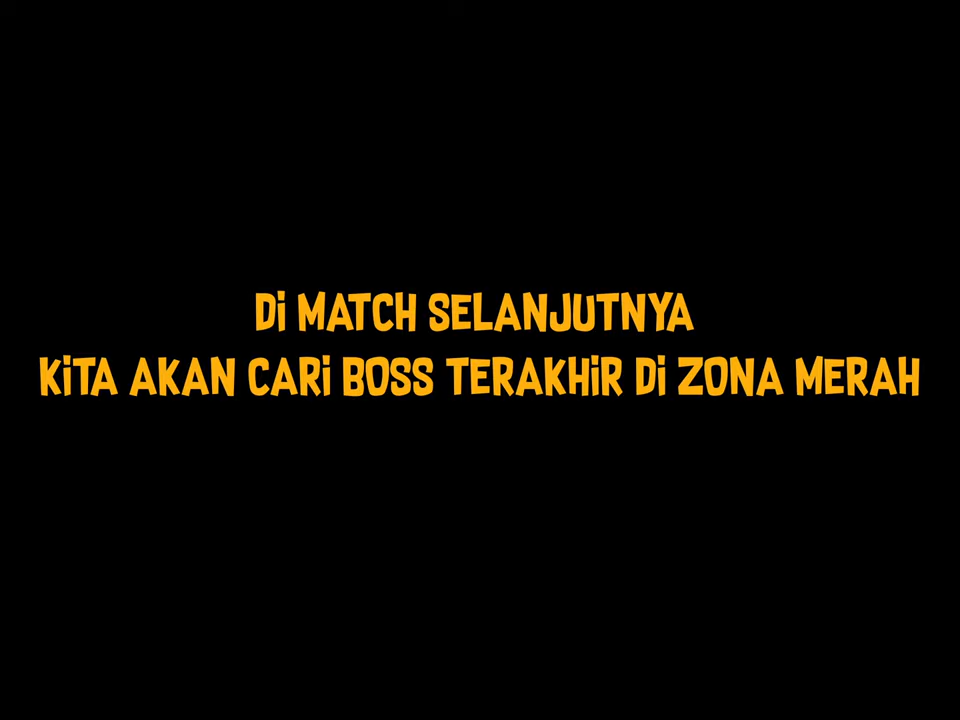 Di MATCH SELANJUTNYA
KiTA AKAN CARi BOSS TERAKHiR Di ZONA MERAH